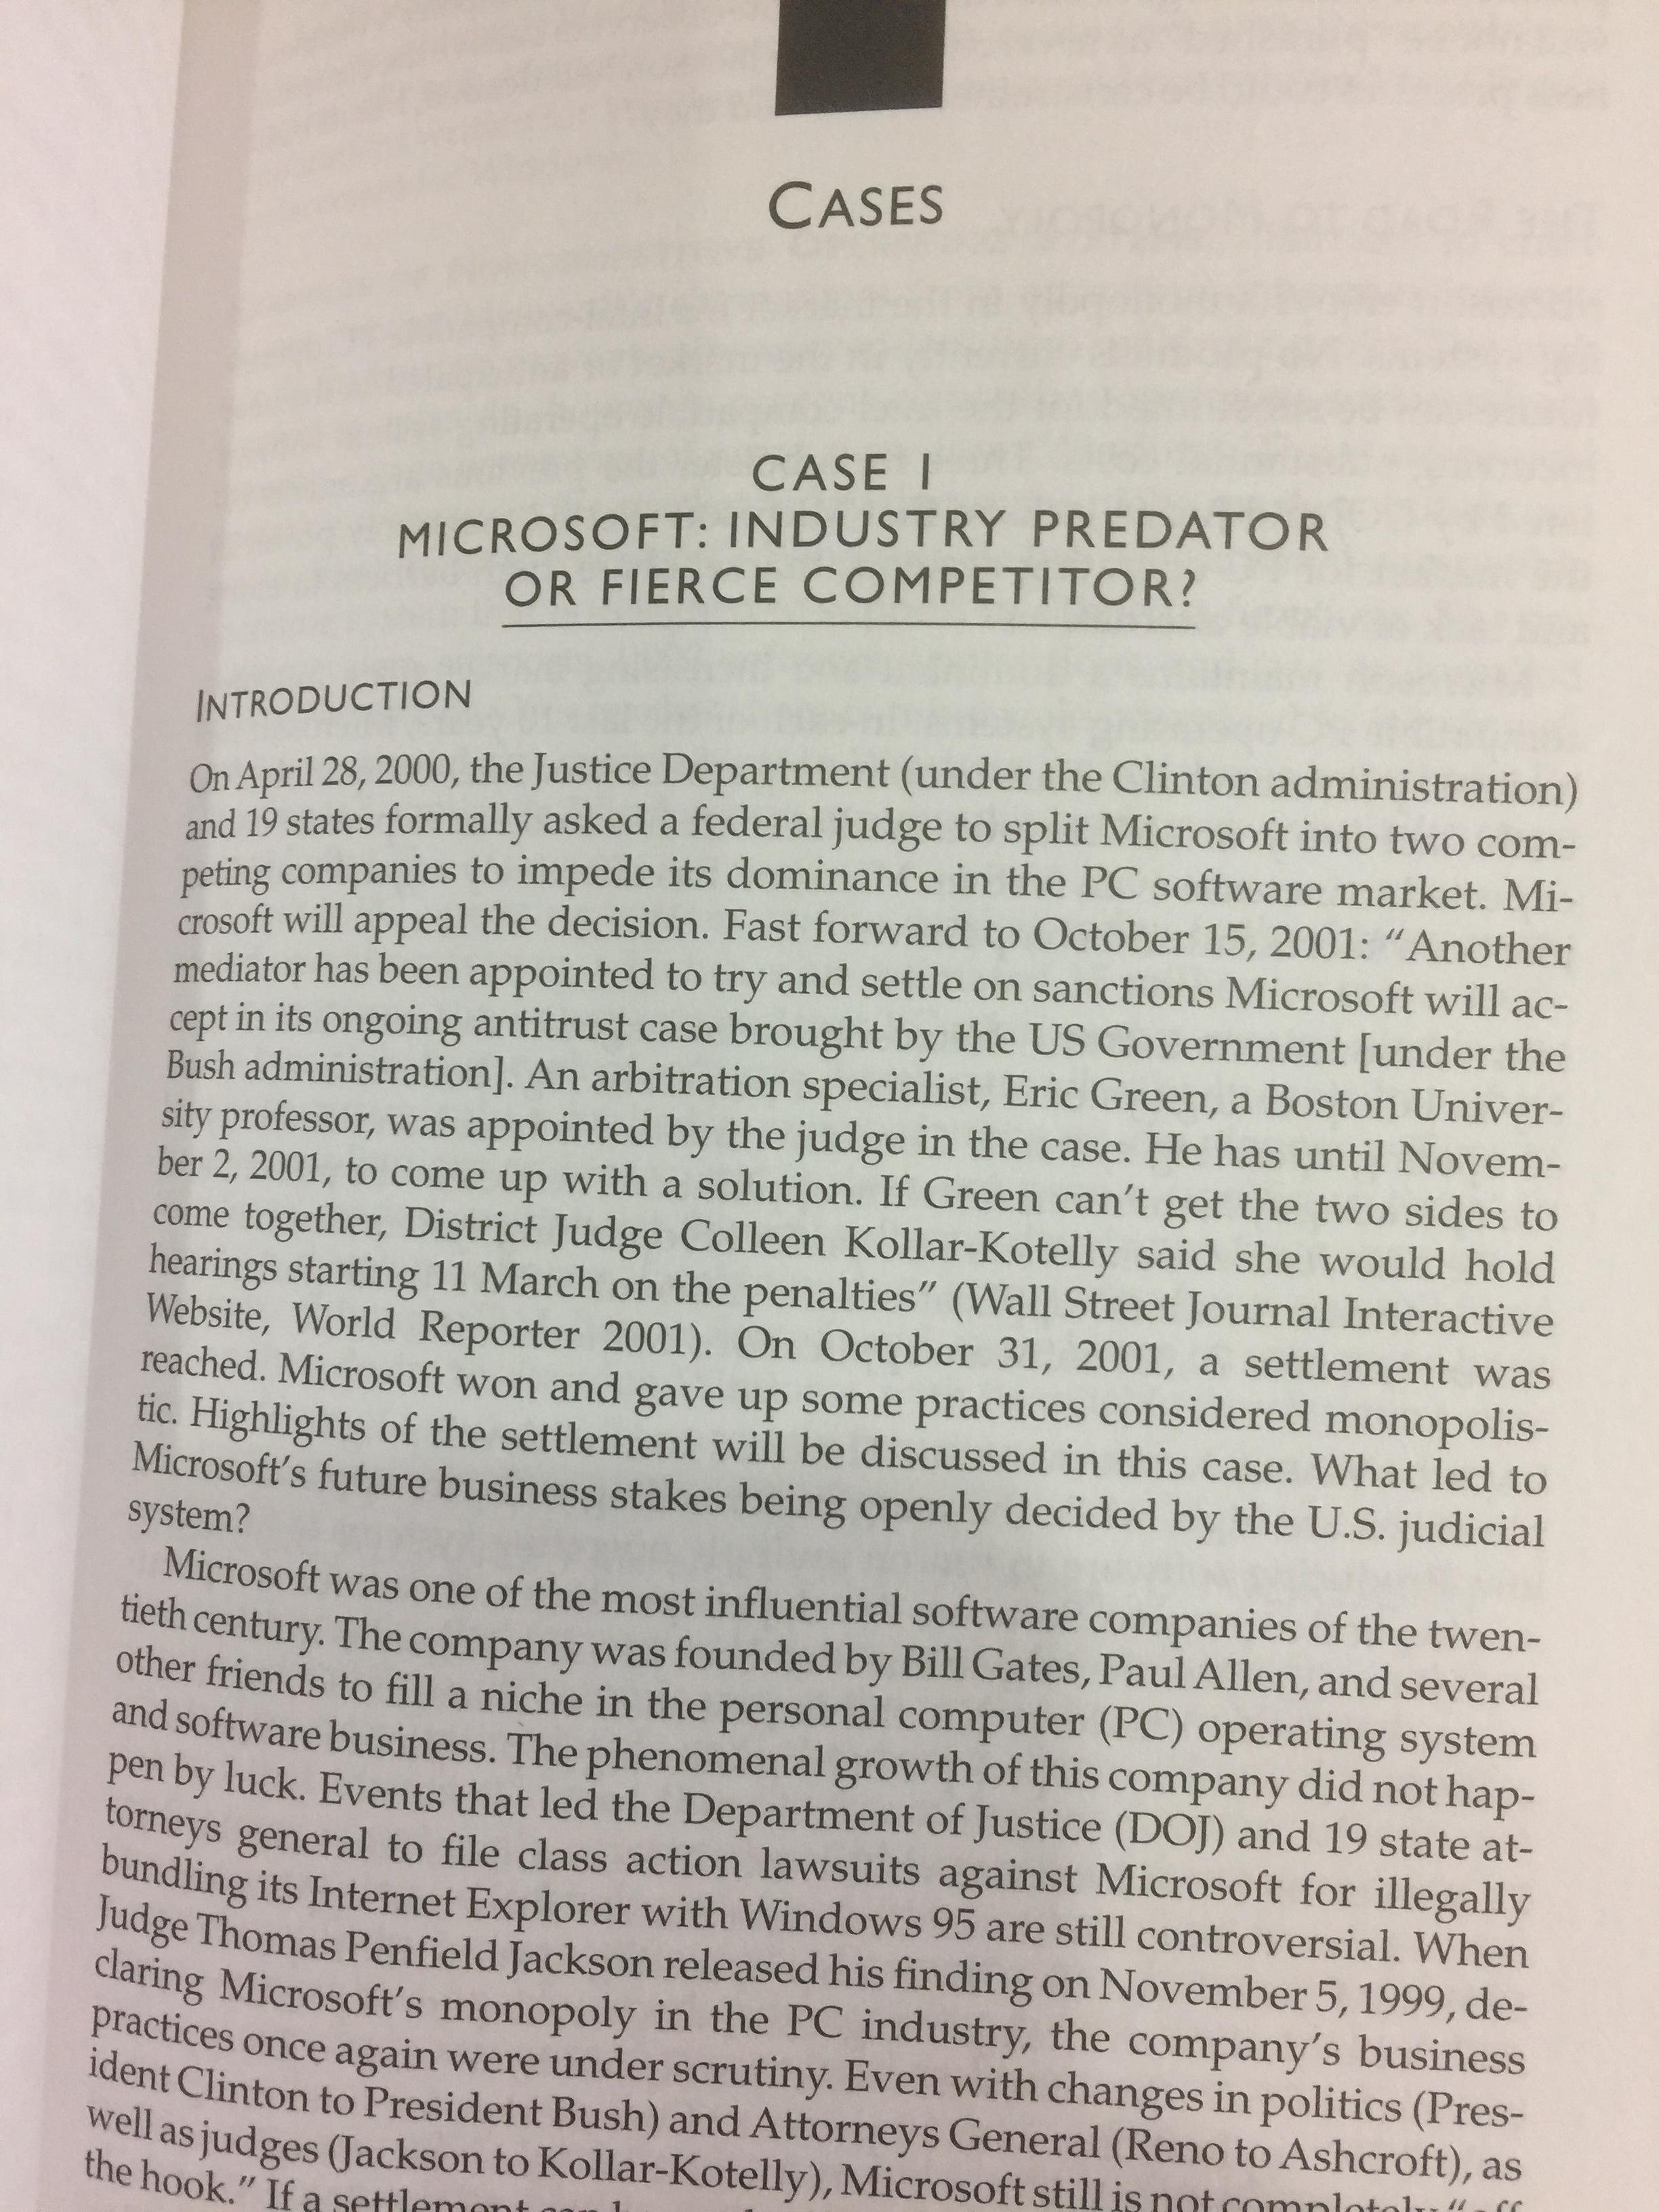 CASES
CASE I
MICROSOFT: INDUSTRY PREDATOR
OR FIERCE COMPETITOR?
INTRODUCTION
On April 28, 2000, the Justice Department (under the Clinton administration)
and 19 states formally asked a federal judge to split Microsoft into two com-
peting companies to impede its dominance in the PC software market. Mi-
crosoft will appeal the decision. Fast forward to October 15, 2001: “Another
mediator has been appointed to try and settle on sanctions Microsoft will ac-
cept in its ongoing antitrust case brought by the US Government [under the
Bush administration]. An arbitration specialist, Eric Green, a Boston Univer-
sity professor, was appointed by the judge in the case. He has until Novem-
ber 2, 2001, to come up with a solution. If Green can’t get the two sides to
come together, District Judge Colleen Kollar-Kotelly said she would hold
hearings starting 11 March on the penalties” (Wall Street Journal Interactive
Website, World Reporter 2001). On October 31, 2001, a settlement was
reached. Microsoft won and gave up some practices considered monopolis-
tic. Highlights of the settlement will be discussed in this case. What led to
Microsoft’s future business stakes being openly decided by the U.S. judicial
system?
Microsoft was one of the most influential software companies of the twen-
tieth century. The company was founded by Bill Gates, Paul Allen, and several
other friends to fill a niche in the personal computer (PC) operating system
and software business. The phenomenal growth of this company did not hap-
pen by luck. Events that led the Department of Justice (DOJ) and 19 state at-
torneys general to file class action lawsuits against Microsoft for illegally
bundling its Internet Explorer with Windows 95 are still controversial. When
Judge Thomas Penfield Jackson released his finding on November 5, 1999, de-
claring Microsoft’s monopoly in the PC industry, the company’s business
practices once again were under scrutiny. Even with changes in politics (Pres-
ident Clinton to President Bush) and Attorneys General (Reno to Ashcroft), as
well as judges (Jackson to Kollar-Kotelly), Microsoft still is not completely “off
the hook.” If a settlement can